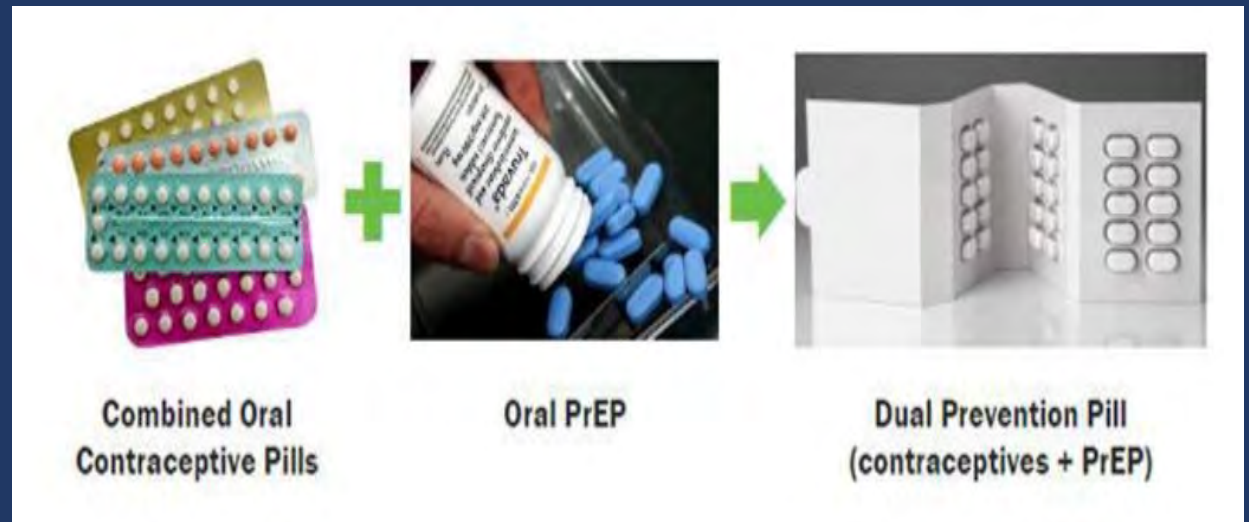 Truvada
Combined Oral
Contraceptive Pills
Oral PrEP
Dual Prevention Pill
(contraceptives + PrEP)